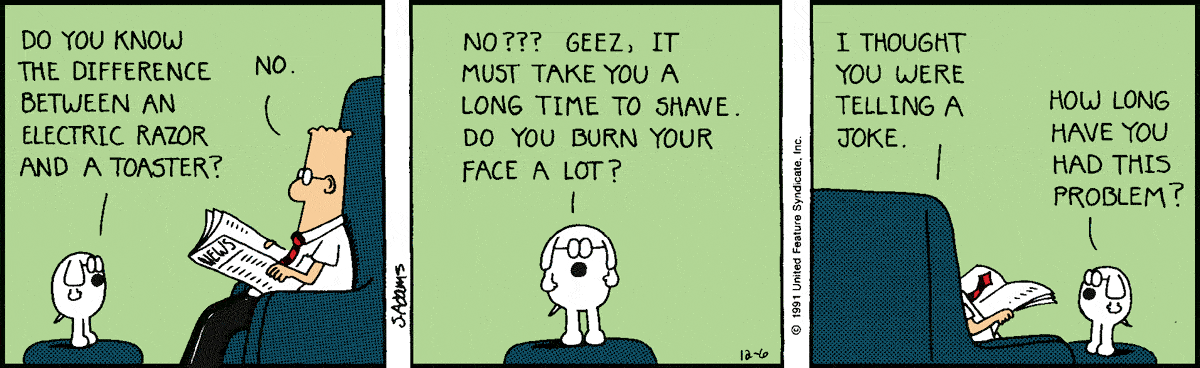 DO YOU KNOW
THE DIFFERENCE
BETWEEN AN
ELECTRIC RAZOR
AND A TOASTER?
NO.
NEWS
S.Adams
NO??? GEEZ, IT
MUST TAKE YOU A
LONG TIME TO SHAVE.
DO YOU BURN YOUR
FACE A LOT?
12-6
© 1991 United Feature Syndicate, Inc.
I THOUGHT
YOU WERE
TELLING A
JOKE.
HOW LONG
HAVE YOU
HAD THIS
PROBLEM?